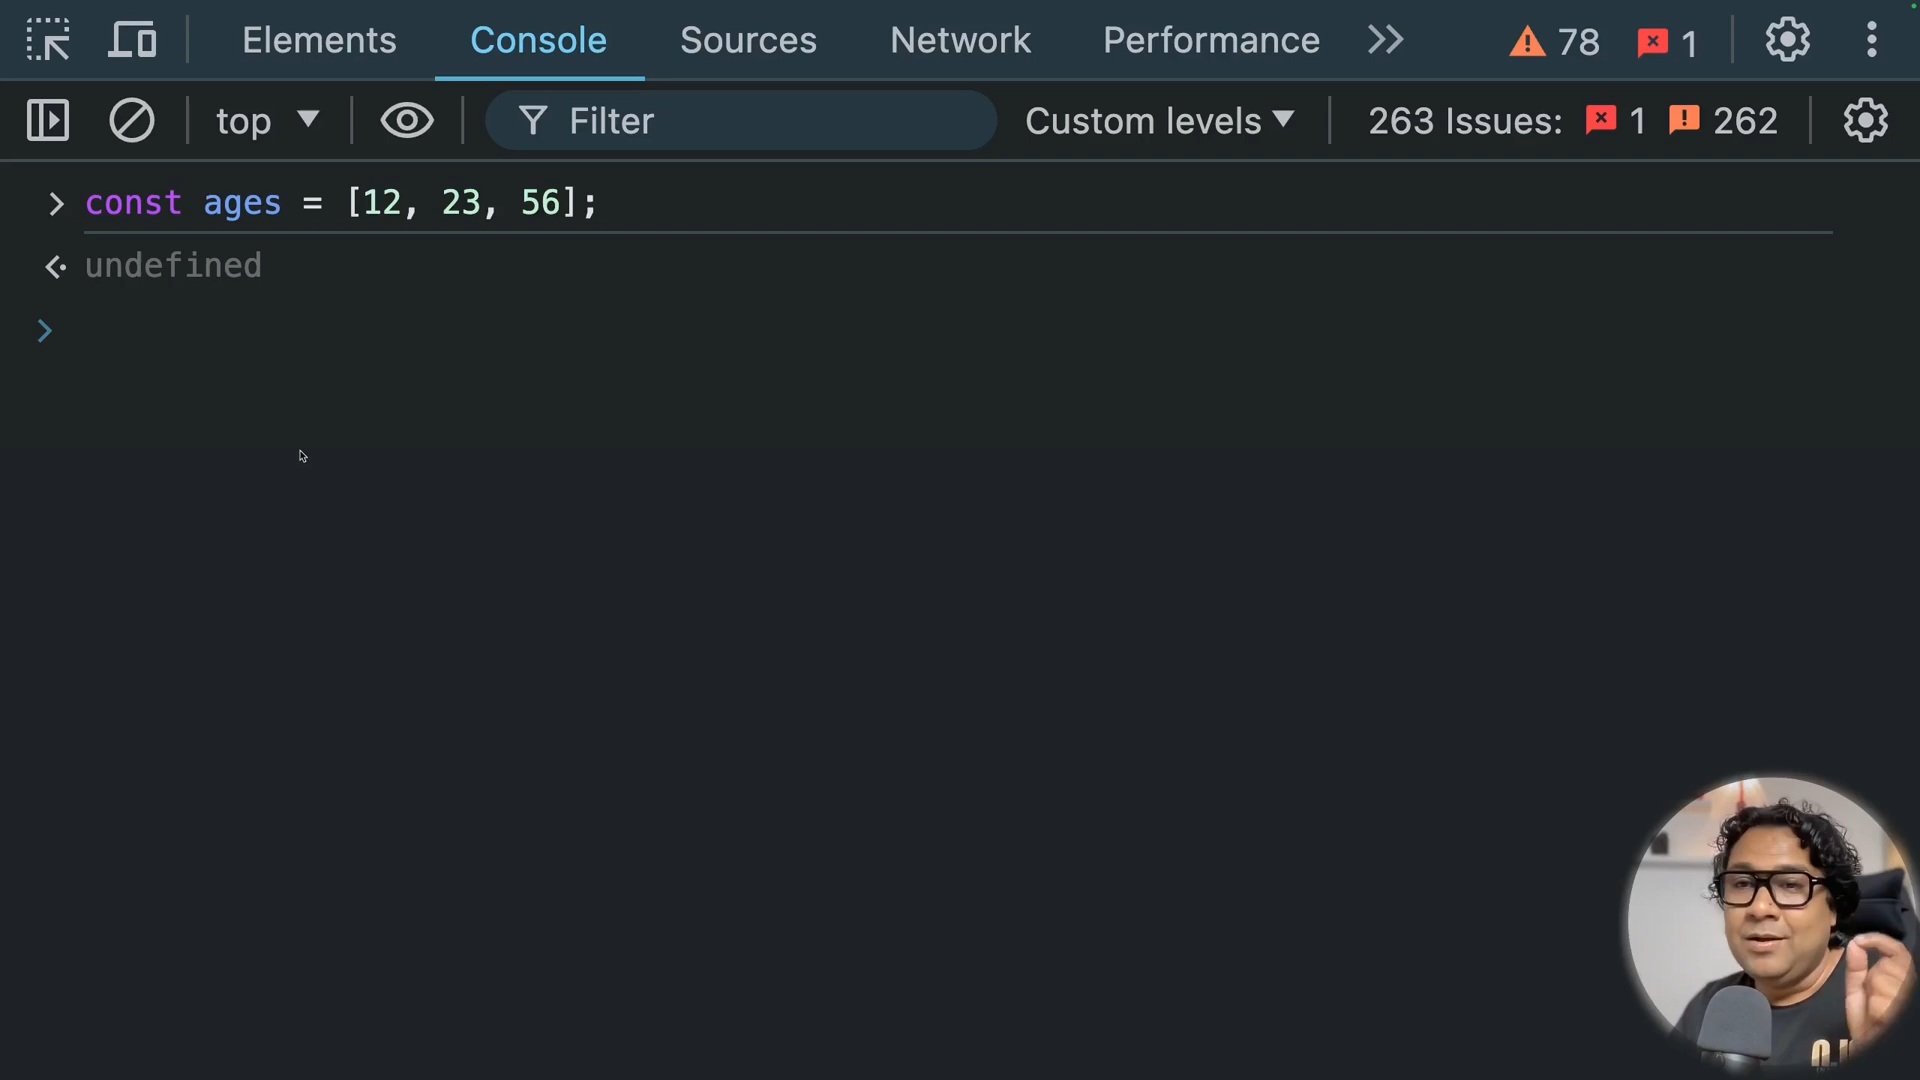 Elements Console Sources Network Performance 78 1
top Filter Custom levels 263 Issues: 1 262
const ages = [12, 23, 56];
undefined